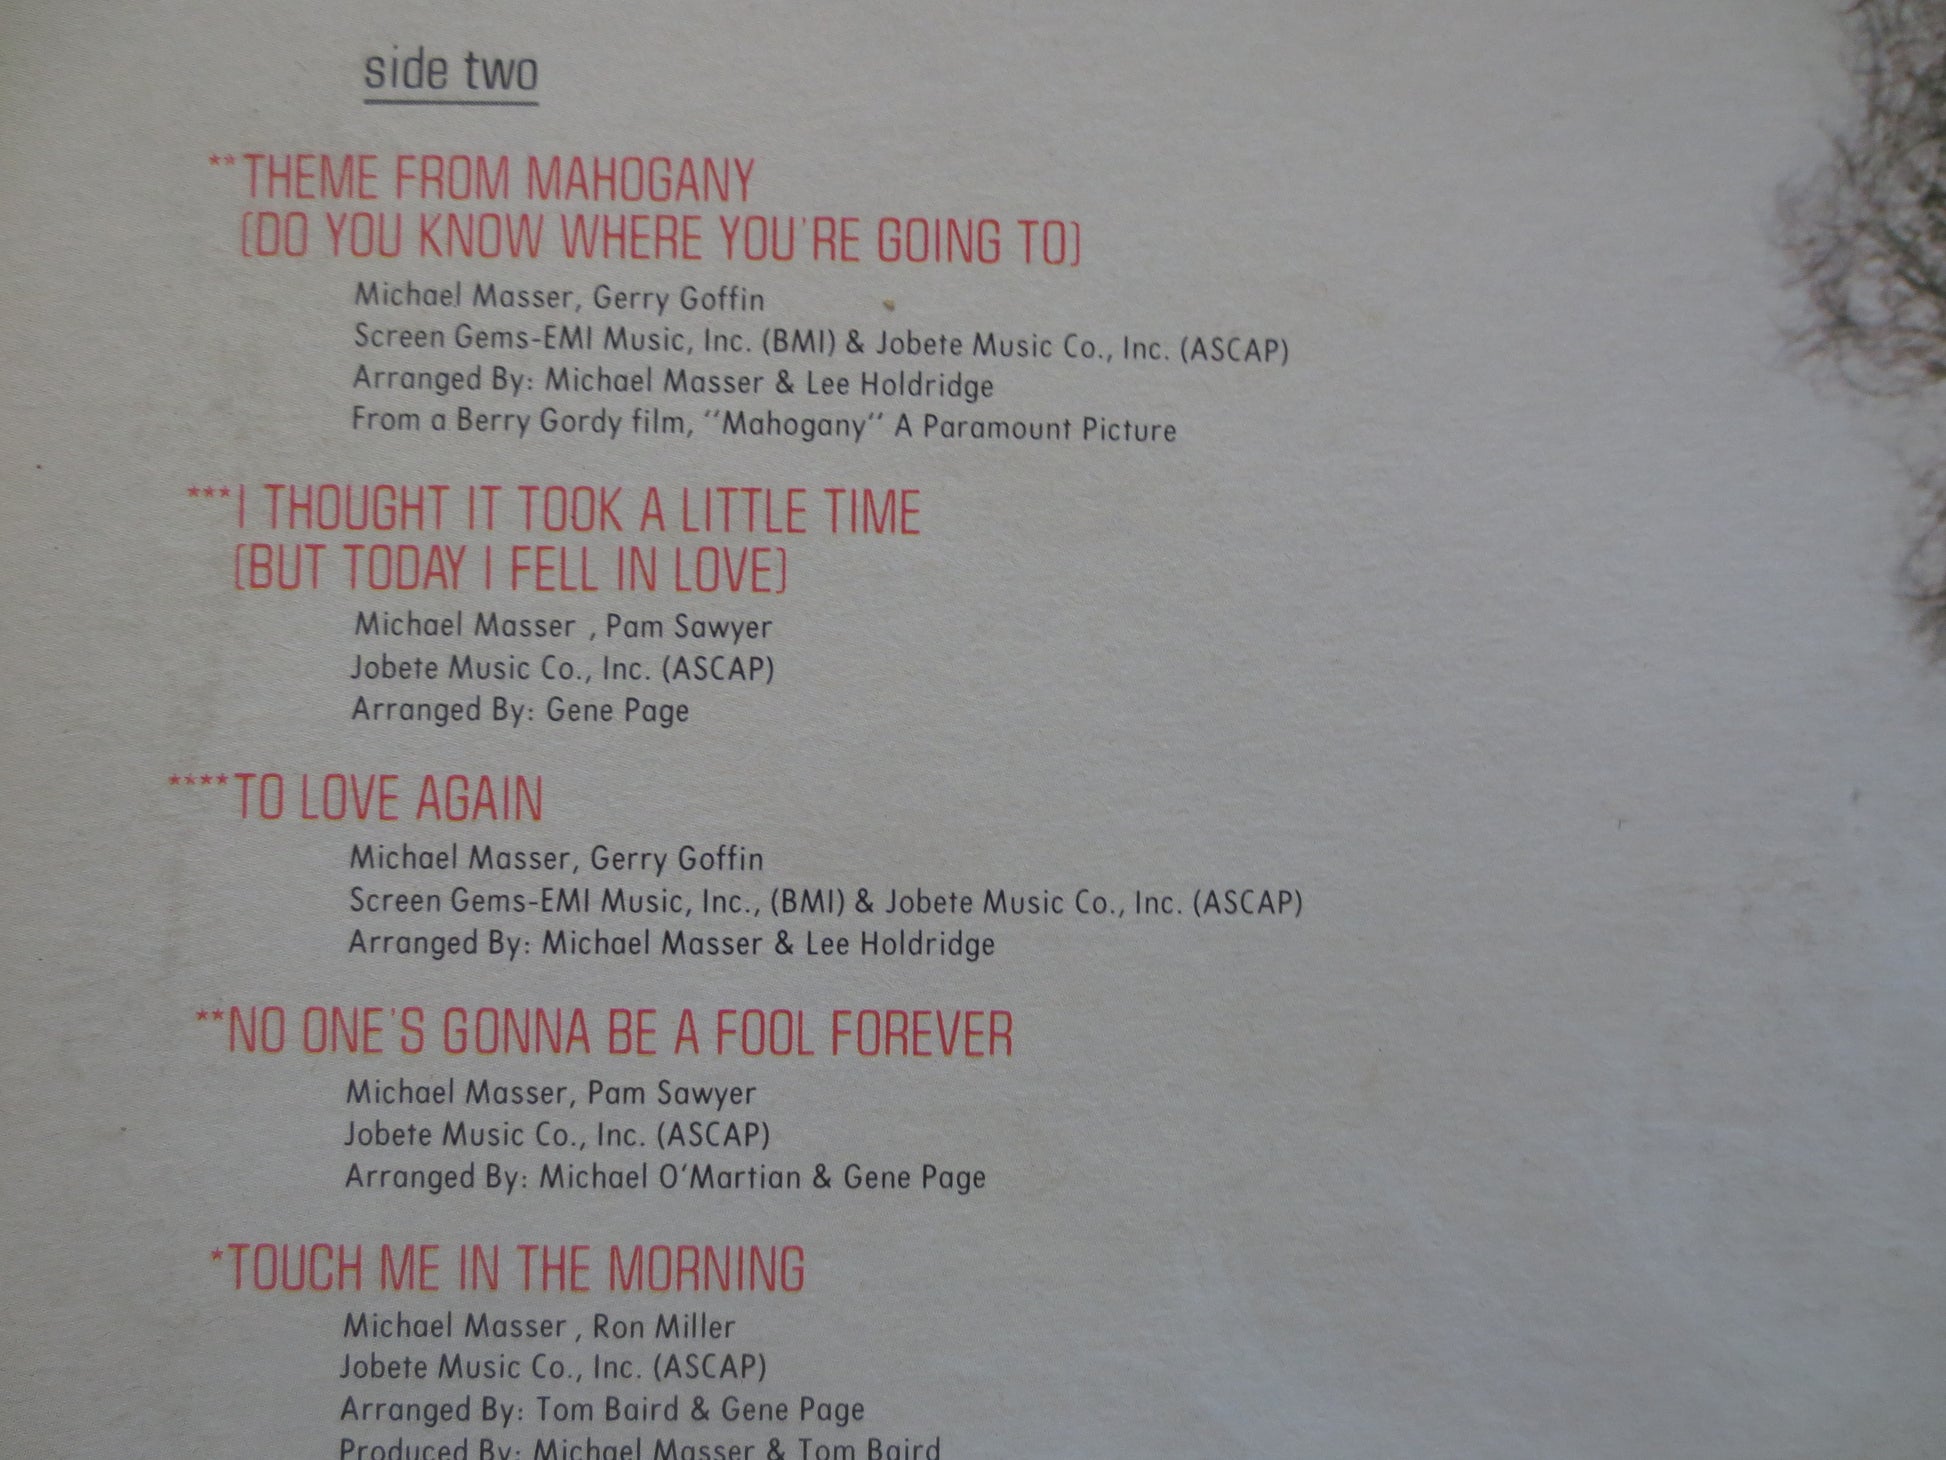 side two
**THEME FROM MAHOGANY
(DO YOU KNOW WHERE YOU'RE GOING TO)
Michael Masser, Gerry Goffin
Screen Gems-EMI Music, Inc. (BMI) & Jobete Music Co., Inc. (ASCAP)
Arranged By: Michael Masser & Lee Holdridge
From a Berry Gordy film, "Mahogany" A Paramount Picture
***I THOUGHT IT TOOK A LITTLE TIME
(BUT TODAY I FELL IN LOVE)
Michael Masser , Pam Sawyer
Jobete Music Co., Inc. (ASCAP)
Arranged By: Gene Page
****TO LOVE AGAIN
Michael Masser, Gerry Goffin
Screen Gems-EMI Music, Inc., (BMI) & Jobete Music Co., Inc. (ASCAP)
Arranged By: Michael Masser & Lee Holdridge
**NO ONE'S GONNA BE A FOOL FOREVER
Michael Masser, Pam Sawyer
Jobete Music Co., Inc. (ASCAP)
Arranged By: Michael O'Martian & Gene Page
*TOUCH ME IN THE MORNING
Michael Masser , Ron Miller
Jobete Music Co., Inc. (ASCAP)
Arranged By: Tom Baird & Gene Page
Produced By: Michael Masser & Tom Baird